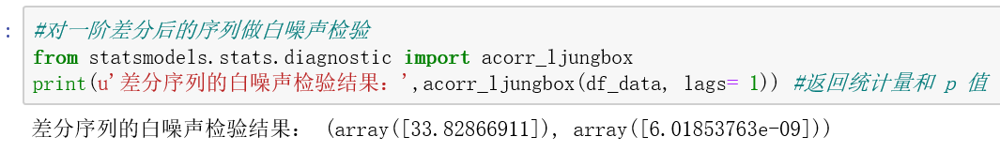 :
#对一阶差分后的序列做白噪声检验
from statsmodels.stats.diagnostic import acorr_ljungbox
print(u'差分序列的白噪声检验结果：',acorr_ljungbox(df_data, lags= 1)) #返回统计量和 p 值
差分序列的白噪声检验结果： (array([33.82866911]), array([6.01853763e-09]))